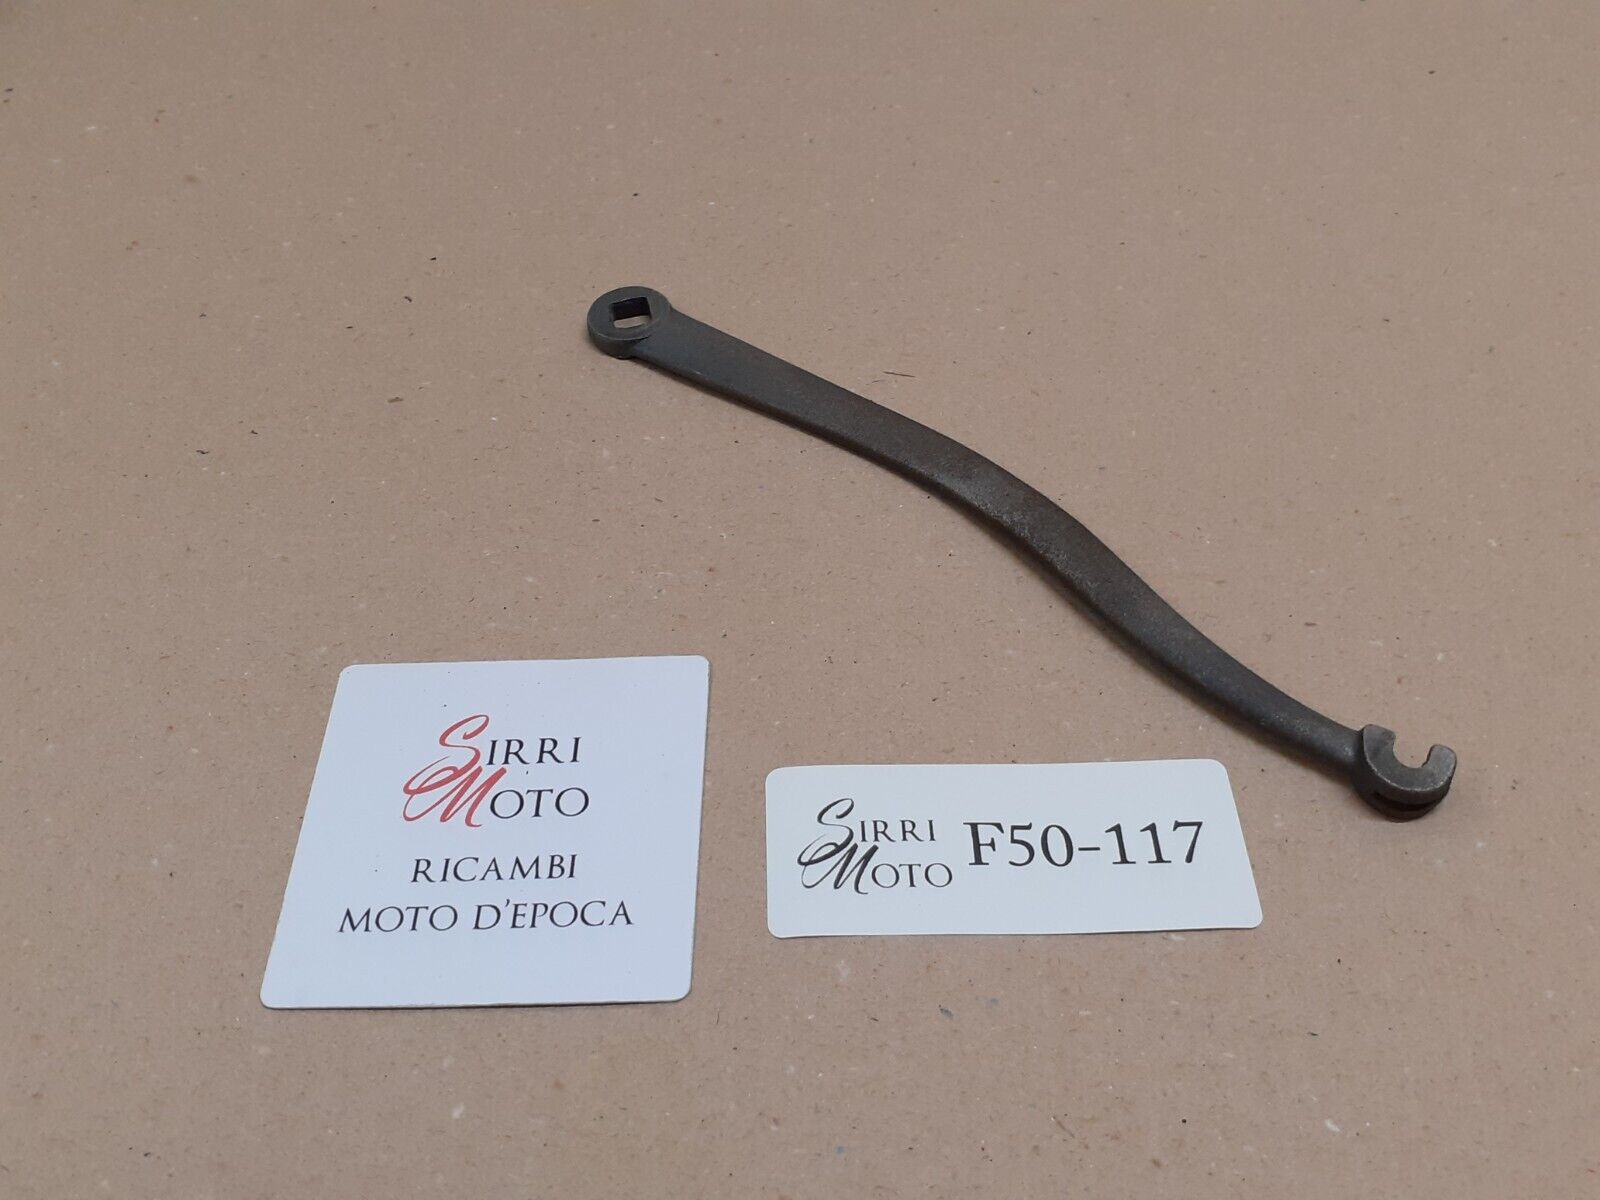 SIRRI
MOTO
RICAMBI
MOTO D'EPOCA
SIRRI
MOTO
F50-117